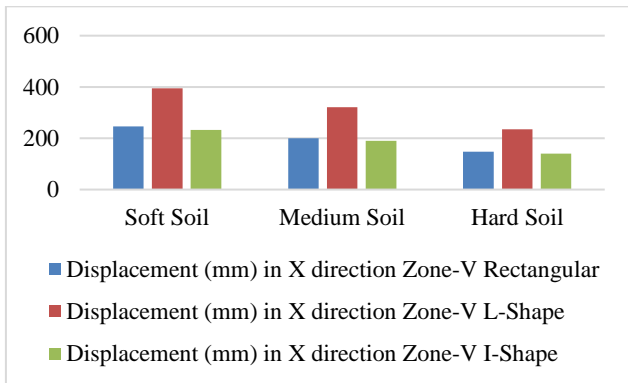 600
400
200
0
Soft Soil Medium Soil Hard Soil
Displacement (mm) in X direction Zone-V Rectangular
Displacement (mm) in X direction Zone-V L-Shape
Displacement (mm) in X direction Zone-V I-Shape